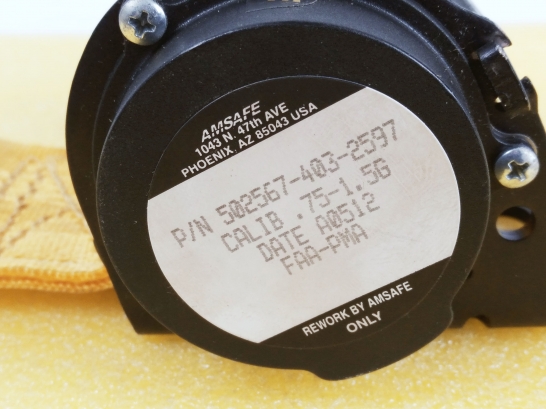 AMSAFE
1043 N. 47th AVE
PHOENIX, AZ 85043 USA
P/N 502567-403-2597
CALIB .75-1.5G
DATE A0512
FAA-PMA
REWORK BY AMSAFE
ONLY